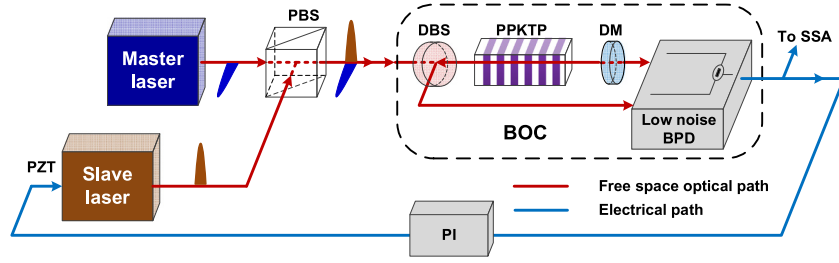 PBS
DBS
PPKTP
DM
To SSA
Master
laser
Low noise
BPD
BOC
PZT
Slave
laser
Free space optical path
Electrical path
PI